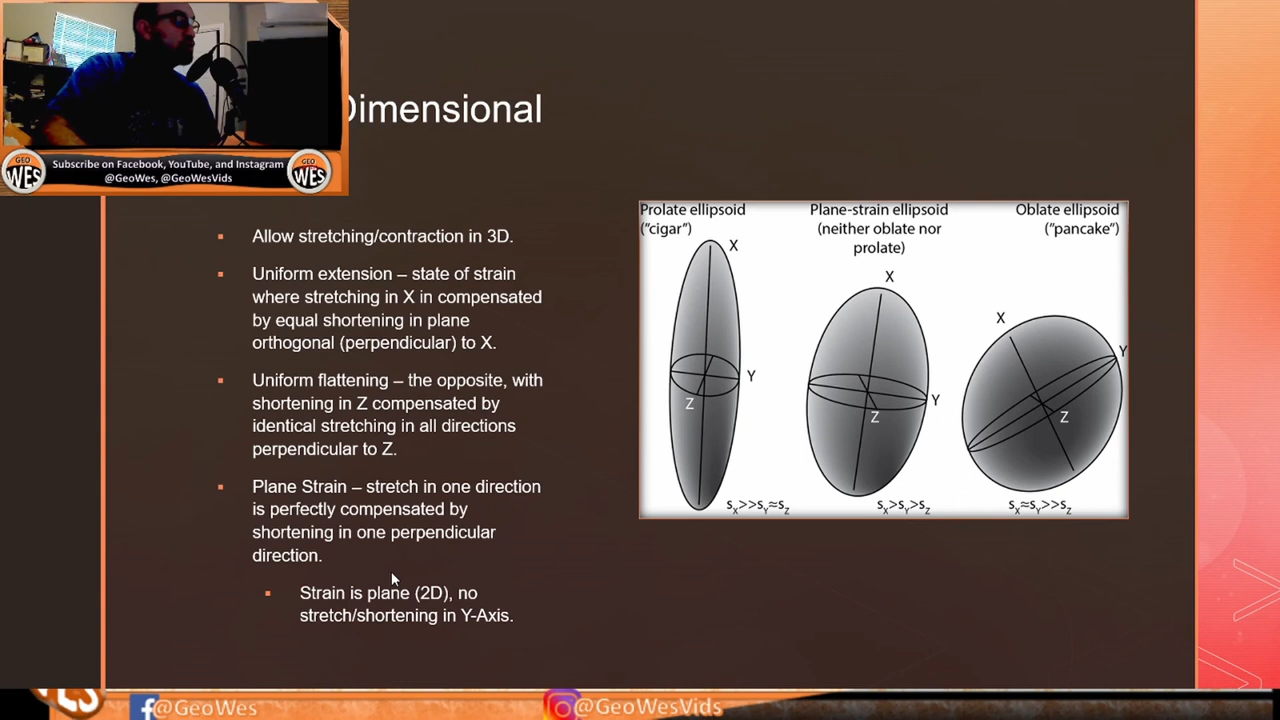 Dimensional
GEO
WES
Subscribe on Facebook, YouTube, and Instagram
@GeoWes, @GeoWesVids
GEO
WES
▪ Allow stretching/contraction in 3D.
▪ Uniform extension – state of strain
where stretching in X in compensated
by equal shortening in plane
orthogonal (perpendicular) to X.
▪ Uniform flattening – the opposite, with
shortening in Z compensated by
identical stretching in all directions
perpendicular to Z.
▪ Plane Strain – stretch in one direction
is perfectly compensated by
shortening in one perpendicular
direction.
▪ Strain is plane (2D), no
stretch/shortening in Y-Axis.
Prolate ellipsoid
("cigar")
X
Y
Z
sX>>sY≈sZ
Plane-strain ellipsoid
(neither oblate nor
prolate)
X
Y
Z
sX>sY>sZ
Oblate ellipsoid
("pancake")
X
Y
Z
sX≈sY>>sZ
@GeoWes
@GeoWesVids